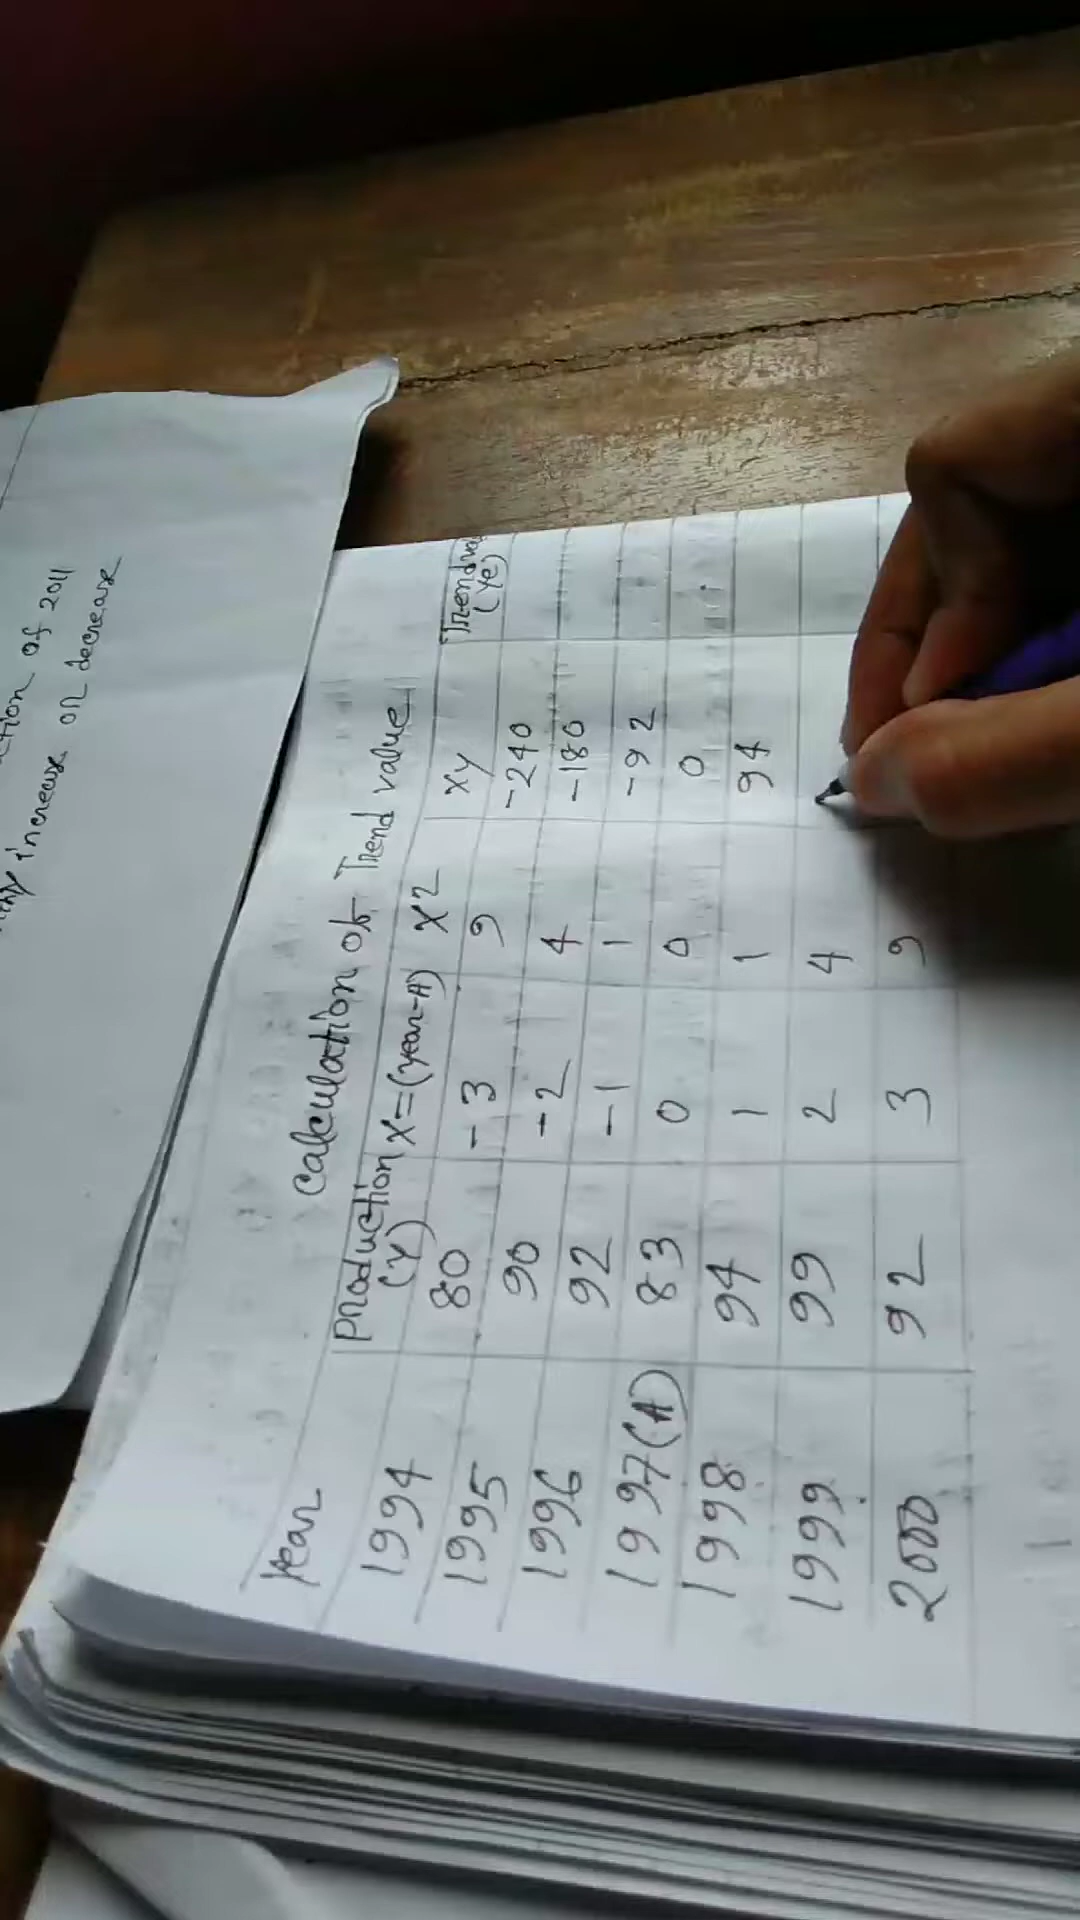 ction of 2011
increase or decrease
Calculation of Trend value
Year Production (Y) X=(year-A) X2 XY Trend va (Ye)
1994 80 -3 9 -240
1995 90 -2 4 -180
1996 92 -1 1 -92
1997(A) 83 0 0 0
1998 94 1 1 94
1999 99 2 4
2000 92 3 9